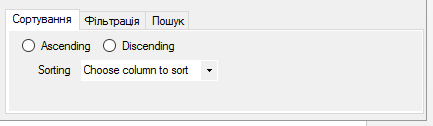 Сортування Фільтрація Пошук
Ascending Discending
Sorting Choose column to sort